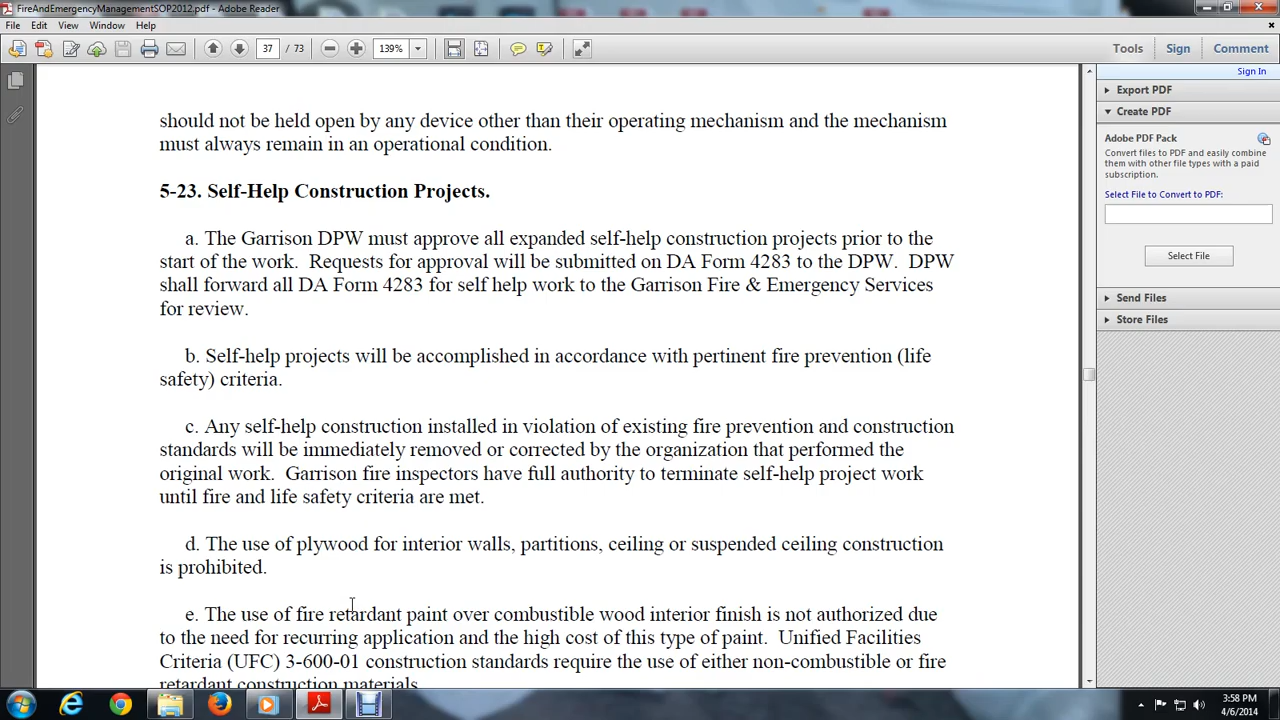 FireAndEmergencyManagementSOP2012.pdf - Adobe Reader
File Edit View Window Help
37 / 73 139% Tools Sign Comment
Sign In
Export PDF
Create PDF
Adobe PDF Pack
Convert files to PDF and easily combine
them with other file types with a paid
subscription.
Select File to Convert to PDF:
Select File
Send Files
Store Files
should not be held open by any device other than their operating mechanism and the mechanism
must always remain in an operational condition.
5-23. Self-Help Construction Projects.
a. The Garrison DPW must approve all expanded self-help construction projects prior to the
start of the work. Requests for approval will be submitted on DA Form 4283 to the DPW. DPW
shall forward all DA Form 4283 for self help work to the Garrison Fire & Emergency Services
for review.
b. Self-help projects will be accomplished in accordance with pertinent fire prevention (life
safety) criteria.
c. Any self-help construction installed in violation of existing fire prevention and construction
standards will be immediately removed or corrected by the organization that performed the
original work. Garrison fire inspectors have full authority to terminate self-help project work
until fire and life safety criteria are met.
d. The use of plywood for interior walls, partitions, ceiling or suspended ceiling construction
is prohibited.
e. The use of fire retardant paint over combustible wood interior finish is not authorized due
to the need for recurring application and the high cost of this type of paint. Unified Facilities
Criteria (UFC) 3-600-01 construction standards require the use of either non-combustible or fire
retardant construction materials.
3:58 PM
4/6/2014